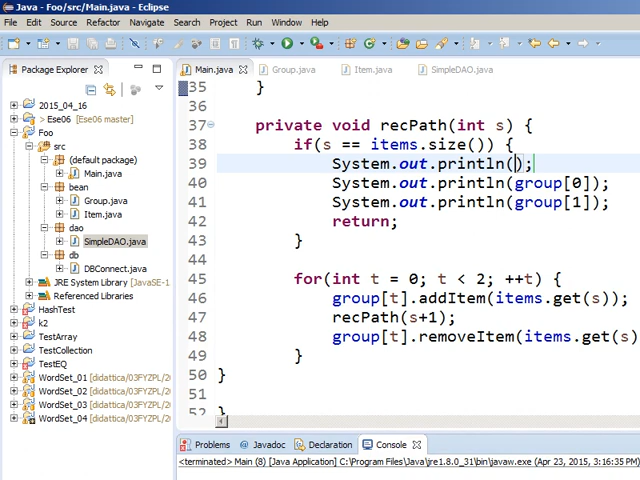 Java - Foo/src/Main.java - Eclipse
File Edit Source Refactor Navigate Search Project Run Window Help
Package Explorer
Main.java Group.java Item.java SimpleDAO.java
2015_04_16
> Ese06 [Ese06 master]
Foo
src
(default package)
Main.java
bean
Group.java
Item.java
dao
SimpleDAO.java
db
DBConnect.java
JRE System Library [JavaSE-1
Referenced Libraries
HashTest
k2
TestArray
TestCollection
TestEQ
WordSet_01 [didattica/03FYZPL/20
WordSet_02 [didattica/03FYZPL/20
WordSet_03 [didattica/03FYZPL/20
WordSet_04 [didattica/03FYZPL/20
35 }
36
37 private void recPath(int s) {
38 if(s == items.size()) {
39 System.out.println();
40 System.out.println(group[0]);
41 System.out.println(group[1]);
42 return;
43 }
44
45 for(int t = 0; t < 2; ++t) {
46 group[t].addItem(items.get(s));
47 recPath(s+1);
48 group[t].removeItem(items.get(s)
49 }
50 }
51
52 }
Problems @ Javadoc Declaration Console
<terminated> Main (8) [Java Application] C:\Program Files\Java\jre1.8.0_31\bin\javaw.exe (Apr 23, 2015, 3:16:35 PM)